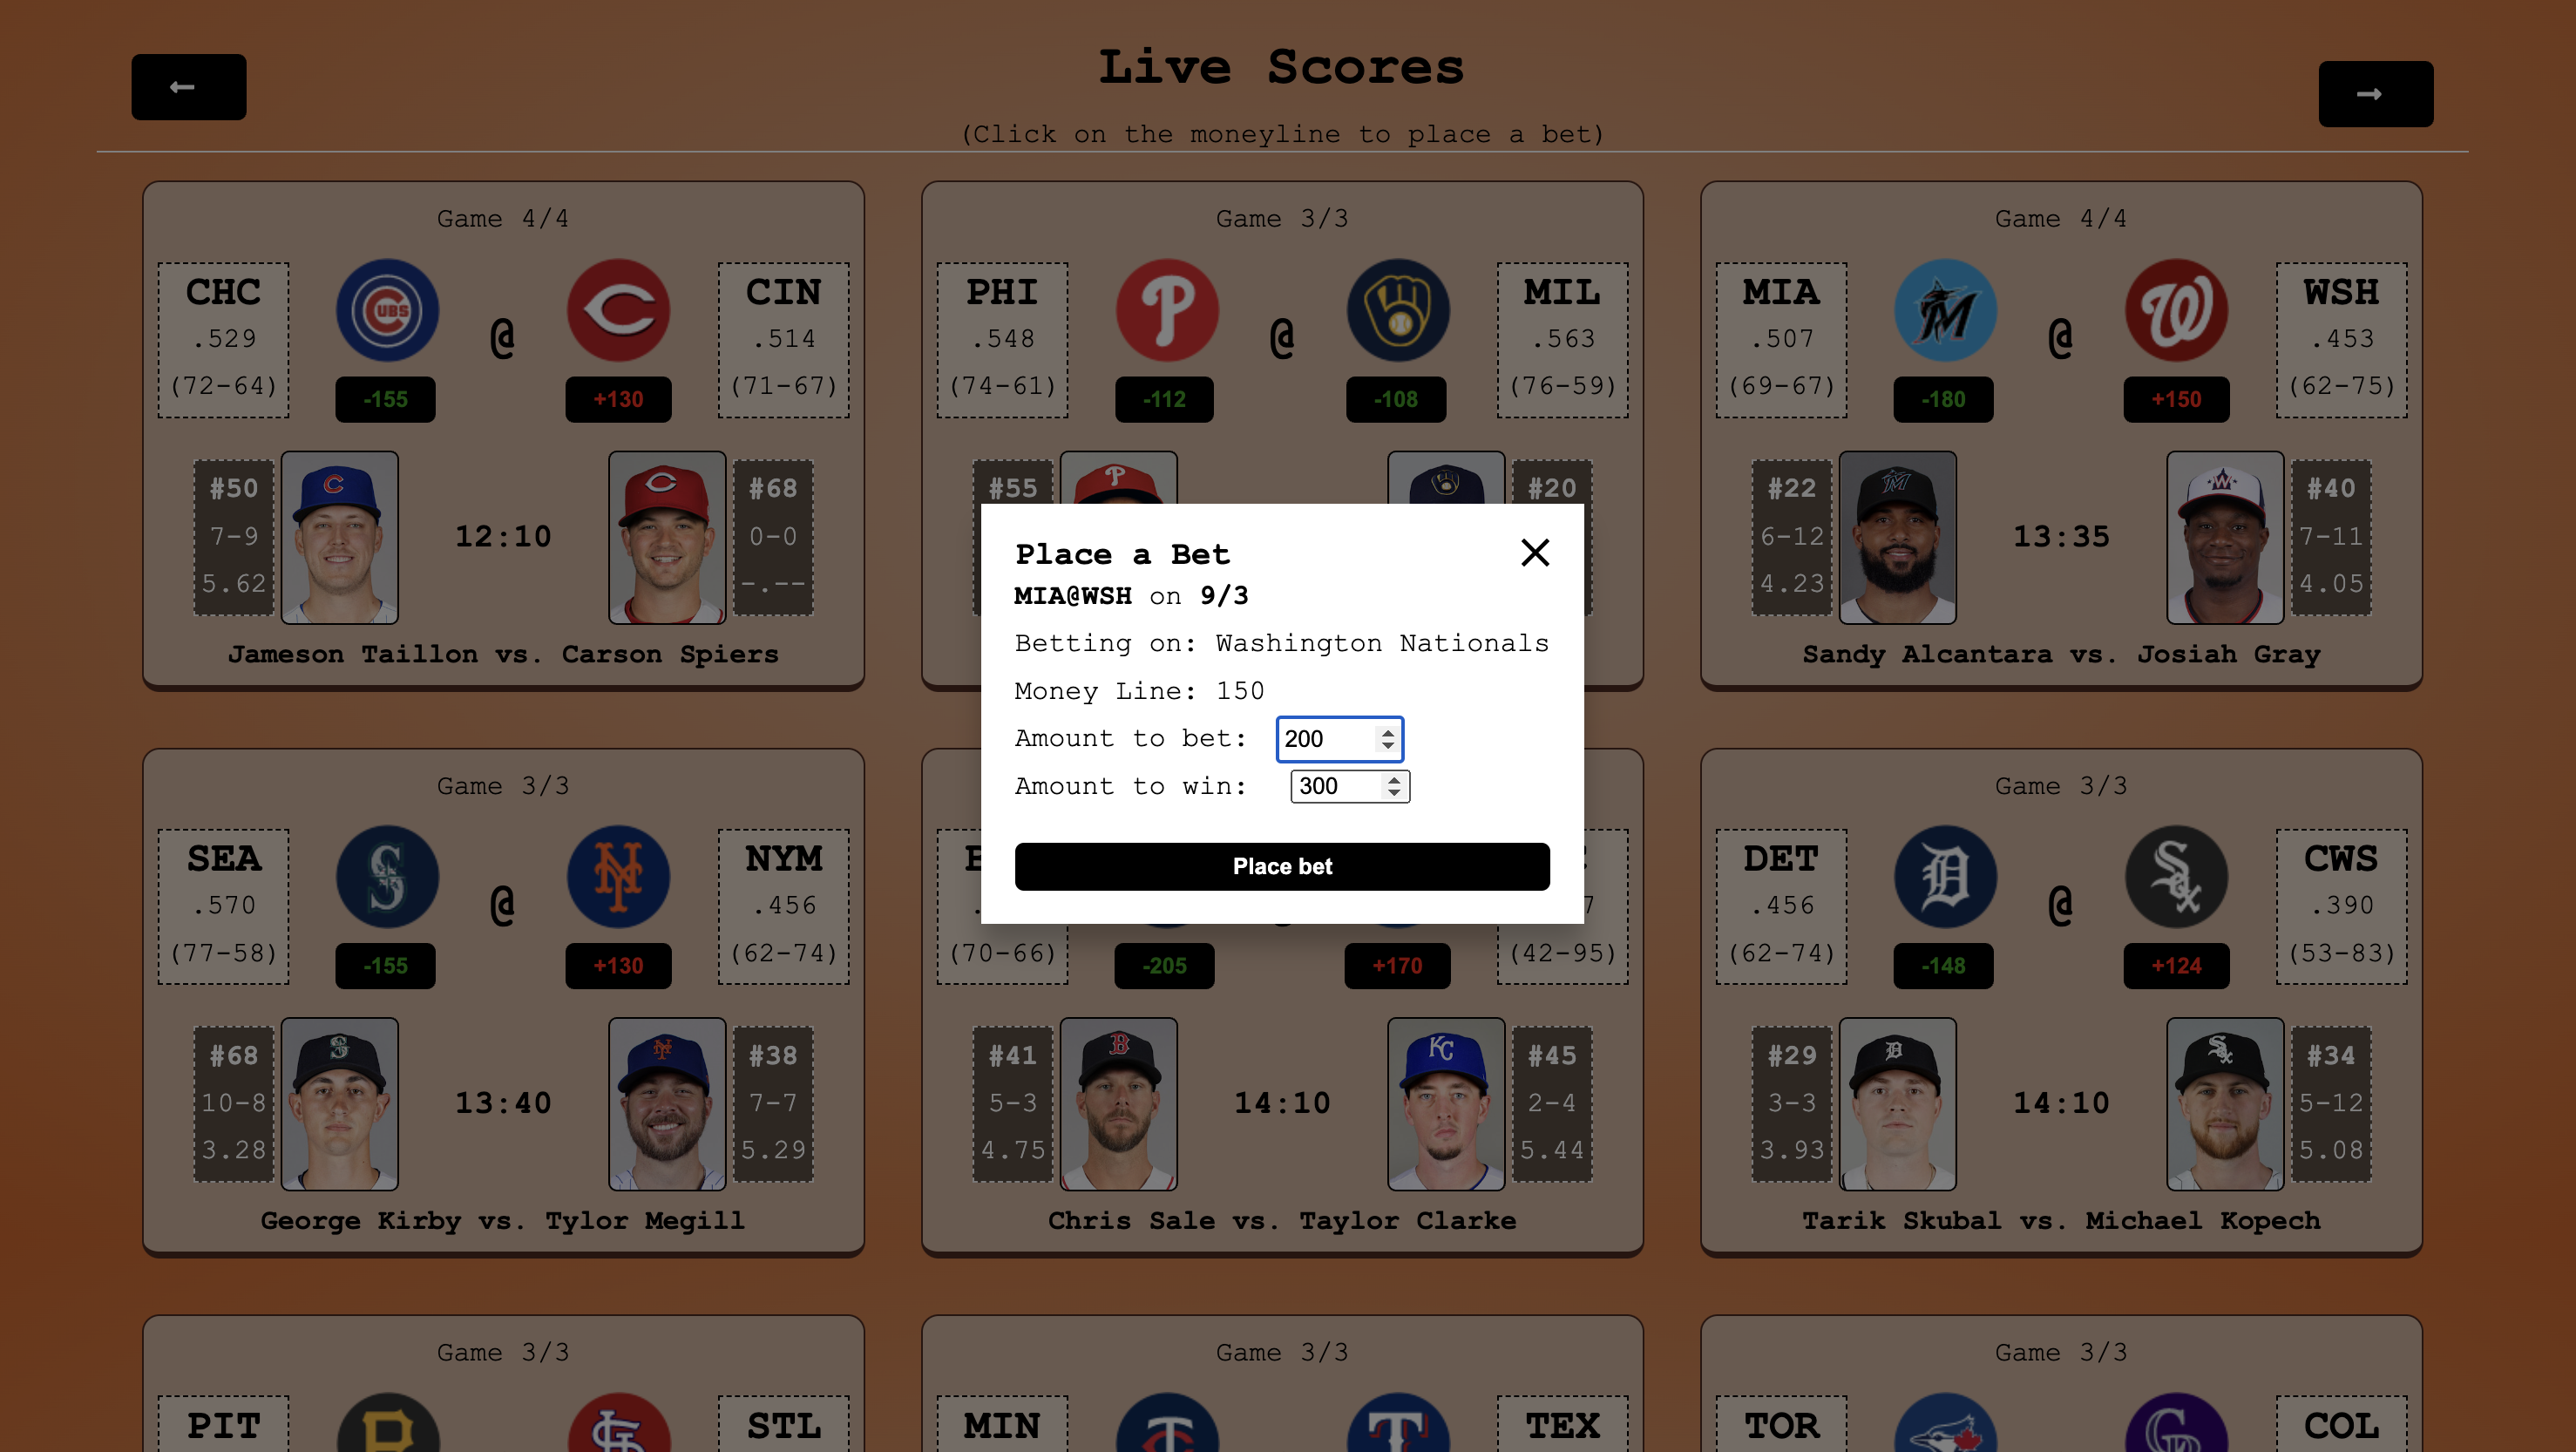 ← Live Scores →
(Click on the moneyline to place a bet)
Game 4/4
CHC @ CIN
.529 .514
(72-64) -155 +130 (71-67)
#50 #68
7-9 12:10 0-0
5.62 -.--
Jameson Taillon vs. Carson Spiers
Game 3/3
PHI @ MIL
.548 .563
(74-61) -112 -108 (76-59)
#55 #20
Game 4/4
MIA @ WSH
.507 .453
(69-67) -180 +150 (62-75)
#22 #40
6-12 13:35 7-11
4.23 4.05
Sandy Alcantara vs. Josiah Gray
Place a Bet
MIA@WSH on 9/3
Betting on: Washington Nationals
Money Line: 150
Amount to bet: 200
Amount to win: 300
Place bet
Game 3/3
SEA @ NYM
.570 .456
(77-58) -155 +130 (62-74)
#68 #38
10-8 13:40 7-7
3.28 5.29
George Kirby vs. Tylor Megill
(70-66) -205 +170 (42-95)
#41 #45
5-3 14:10 2-4
4.75 5.44
Chris Sale vs. Taylor Clarke
Game 3/3
DET @ CWS
.456 .390
(62-74) -148 +124 (53-83)
#29 #34
3-3 14:10 5-12
3.93 5.08
Tarik Skubal vs. Michael Kopech
Game 3/3
PIT STL
Game 3/3
MIN TEX
Game 3/3
TOR COL